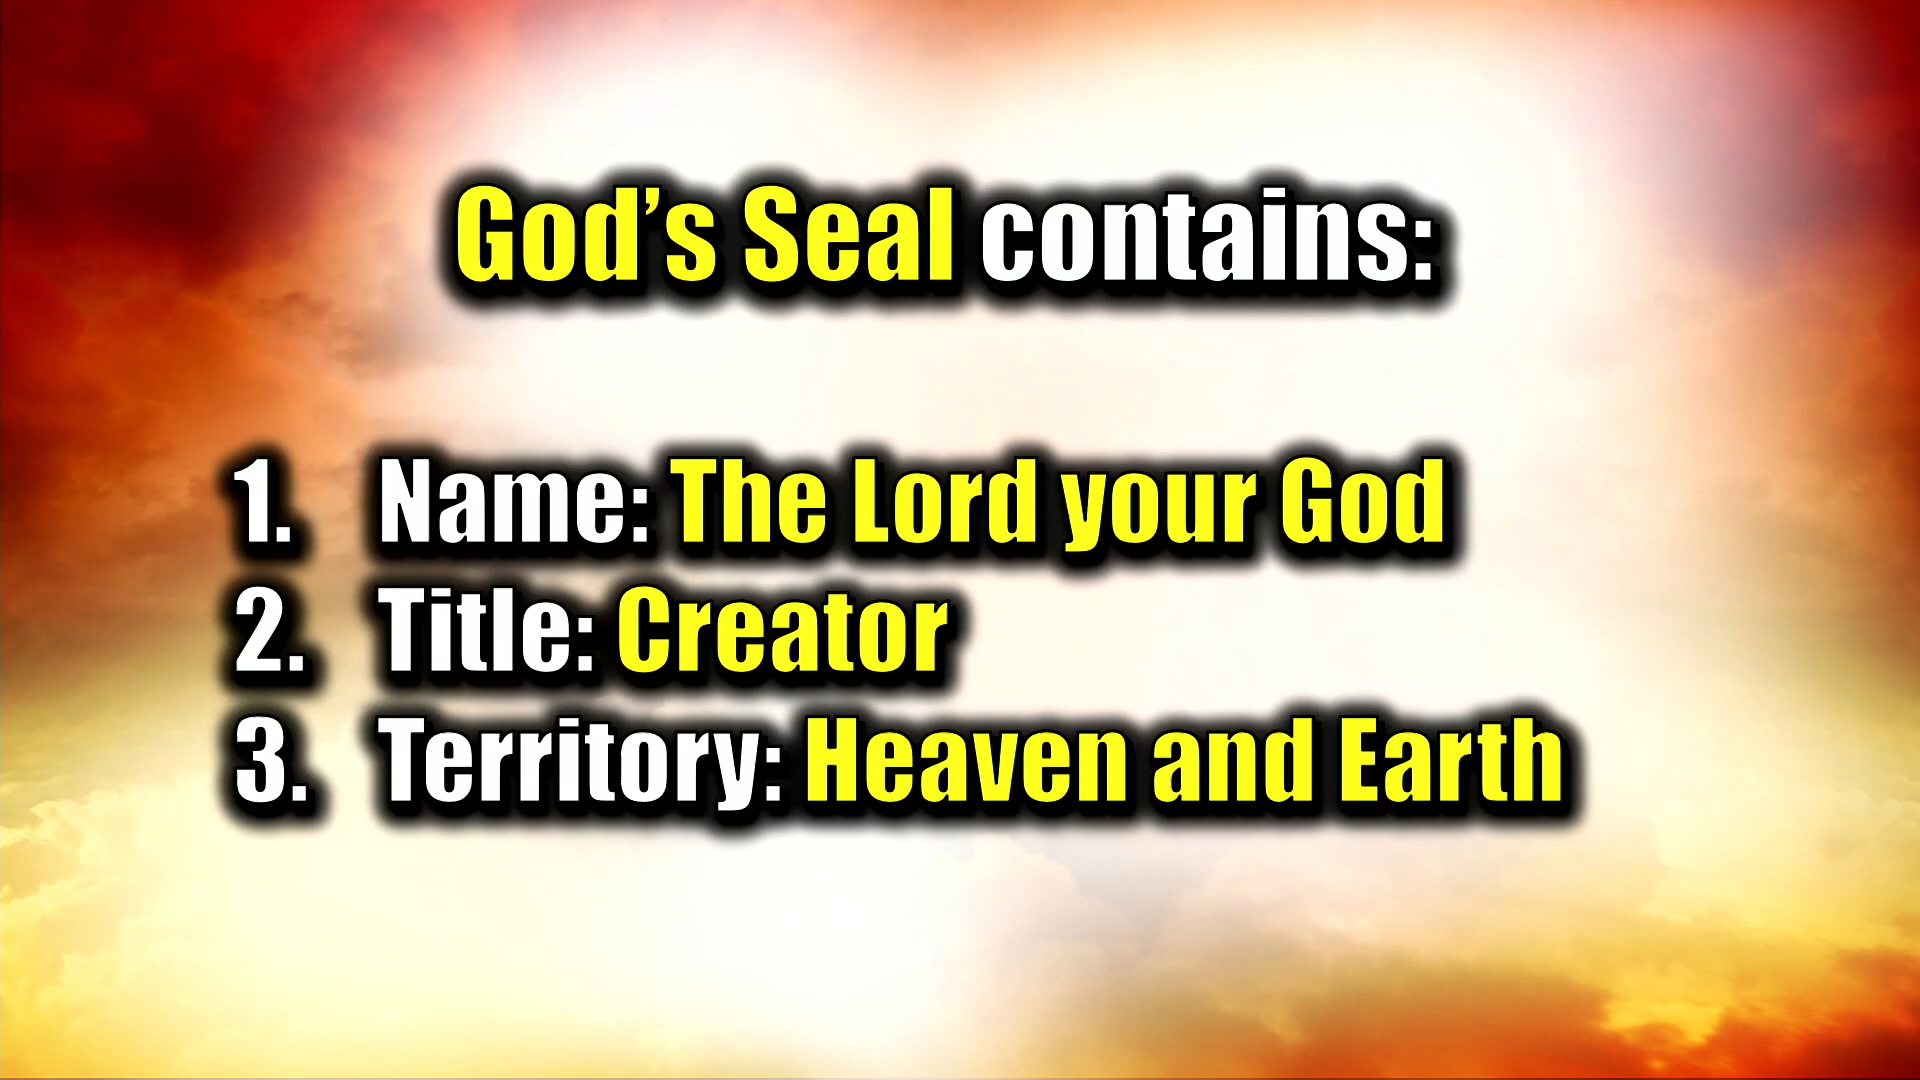 God’s Seal contains:
1. Name: The Lord your God
2. Title: Creator
3. Territory: Heaven and Earth